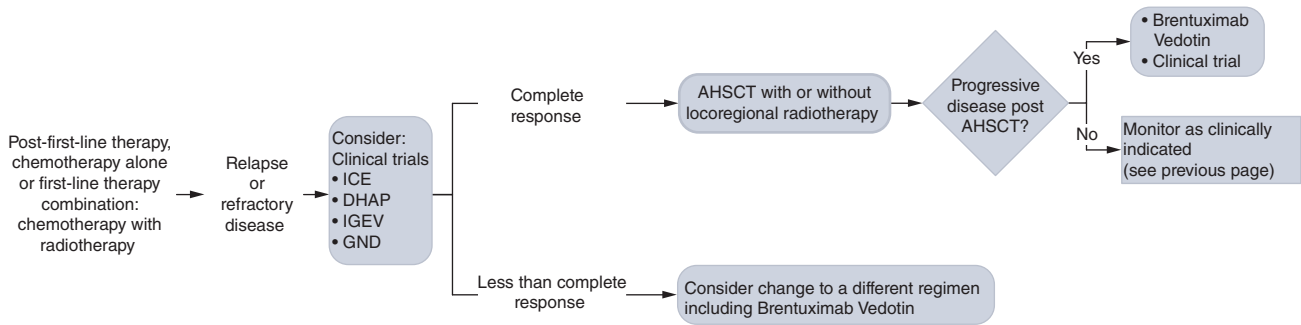 Post-first-line therapy,
chemotherapy alone
or first-line therapy
combination:
chemotherapy with
radiotherapy
Relapse
or
refractory
disease
Consider:
Clinical trials
• ICE
• DHAP
• IGEV
• GND
Complete
response
AHSCT with or without
locoregional radiotherapy
Progressive
disease post
AHSCT?
Yes
• Brentuximab
Vedotin
• Clinical trial
No
Monitor as clinically
indicated
(see previous page)
Less than complete
response
Consider change to a different regimen
including Brentuximab Vedotin